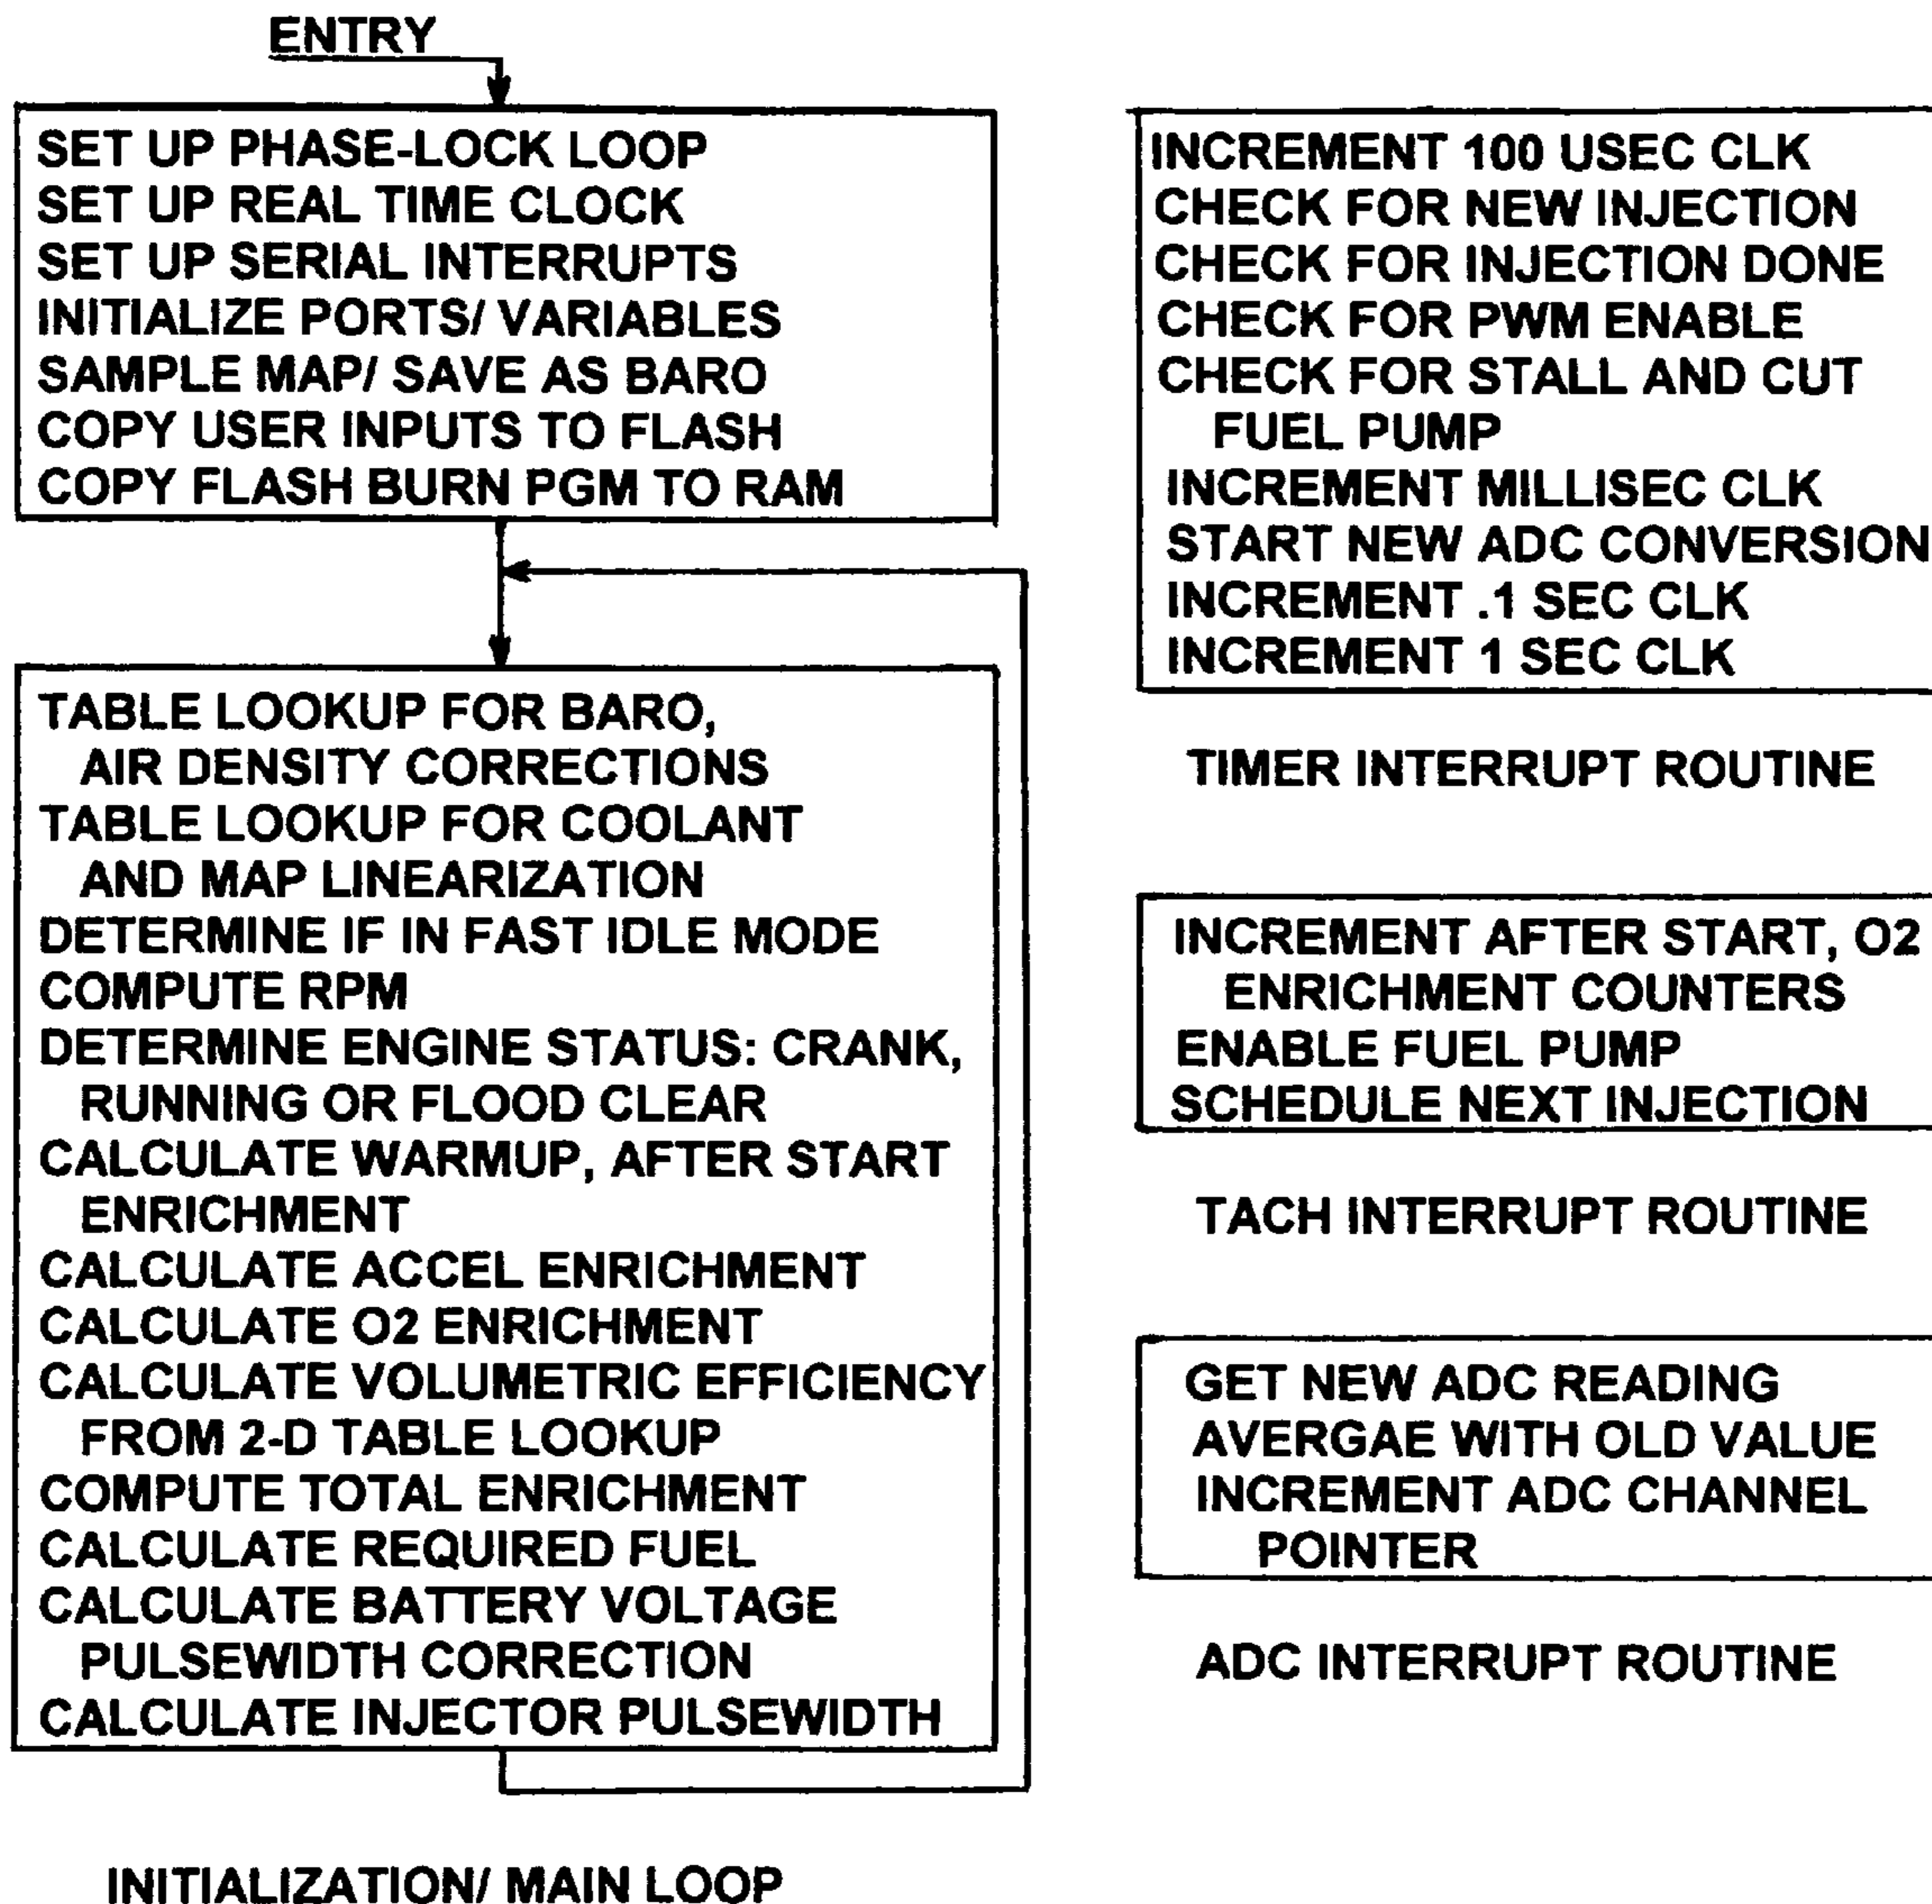 ENTRY
SET UP PHASE-LOCK LOOP
SET UP REAL TIME CLOCK
SET UP SERIAL INTERRUPTS
INITIALIZE PORTS/ VARIABLES
SAMPLE MAP/ SAVE AS BARO
COPY USER INPUTS TO FLASH
COPY FLASH BURN PGM TO RAM
TABLE LOOKUP FOR BARO,
AIR DENSITY CORRECTIONS
TABLE LOOKUP FOR COOLANT
AND MAP LINEARIZATION
DETERMINE IF IN FAST IDLE MODE
COMPUTE RPM
DETERMINE ENGINE STATUS: CRANK,
RUNNING OR FLOOD CLEAR
CALCULATE WARMUP, AFTER START
ENRICHMENT
CALCULATE ACCEL ENRICHMENT
CALCULATE O2 ENRICHMENT
CALCULATE VOLUMETRIC EFFICIENCY
FROM 2-D TABLE LOOKUP
COMPUTE TOTAL ENRICHMENT
CALCULATE REQUIRED FUEL
CALCULATE BATTERY VOLTAGE
PULSEWIDTH CORRECTION
CALCULATE INJECTOR PULSEWIDTH
INITIALIZATION/ MAIN LOOP
INCREMENT 100 USEC CLK
CHECK FOR NEW INJECTION
CHECK FOR INJECTION DONE
CHECK FOR PWM ENABLE
CHECK FOR STALL AND CUT
FUEL PUMP
INCREMENT MILLISEC CLK
START NEW ADC CONVERSION
INCREMENT .1 SEC CLK
INCREMENT 1 SEC CLK
TIMER INTERRUPT ROUTINE
INCREMENT AFTER START, O2
ENRICHMENT COUNTERS
ENABLE FUEL PUMP
SCHEDULE NEXT INJECTION
TACH INTERRUPT ROUTINE
GET NEW ADC READING
AVERGAE WITH OLD VALUE
INCREMENT ADC CHANNEL
POINTER
ADC INTERRUPT ROUTINE